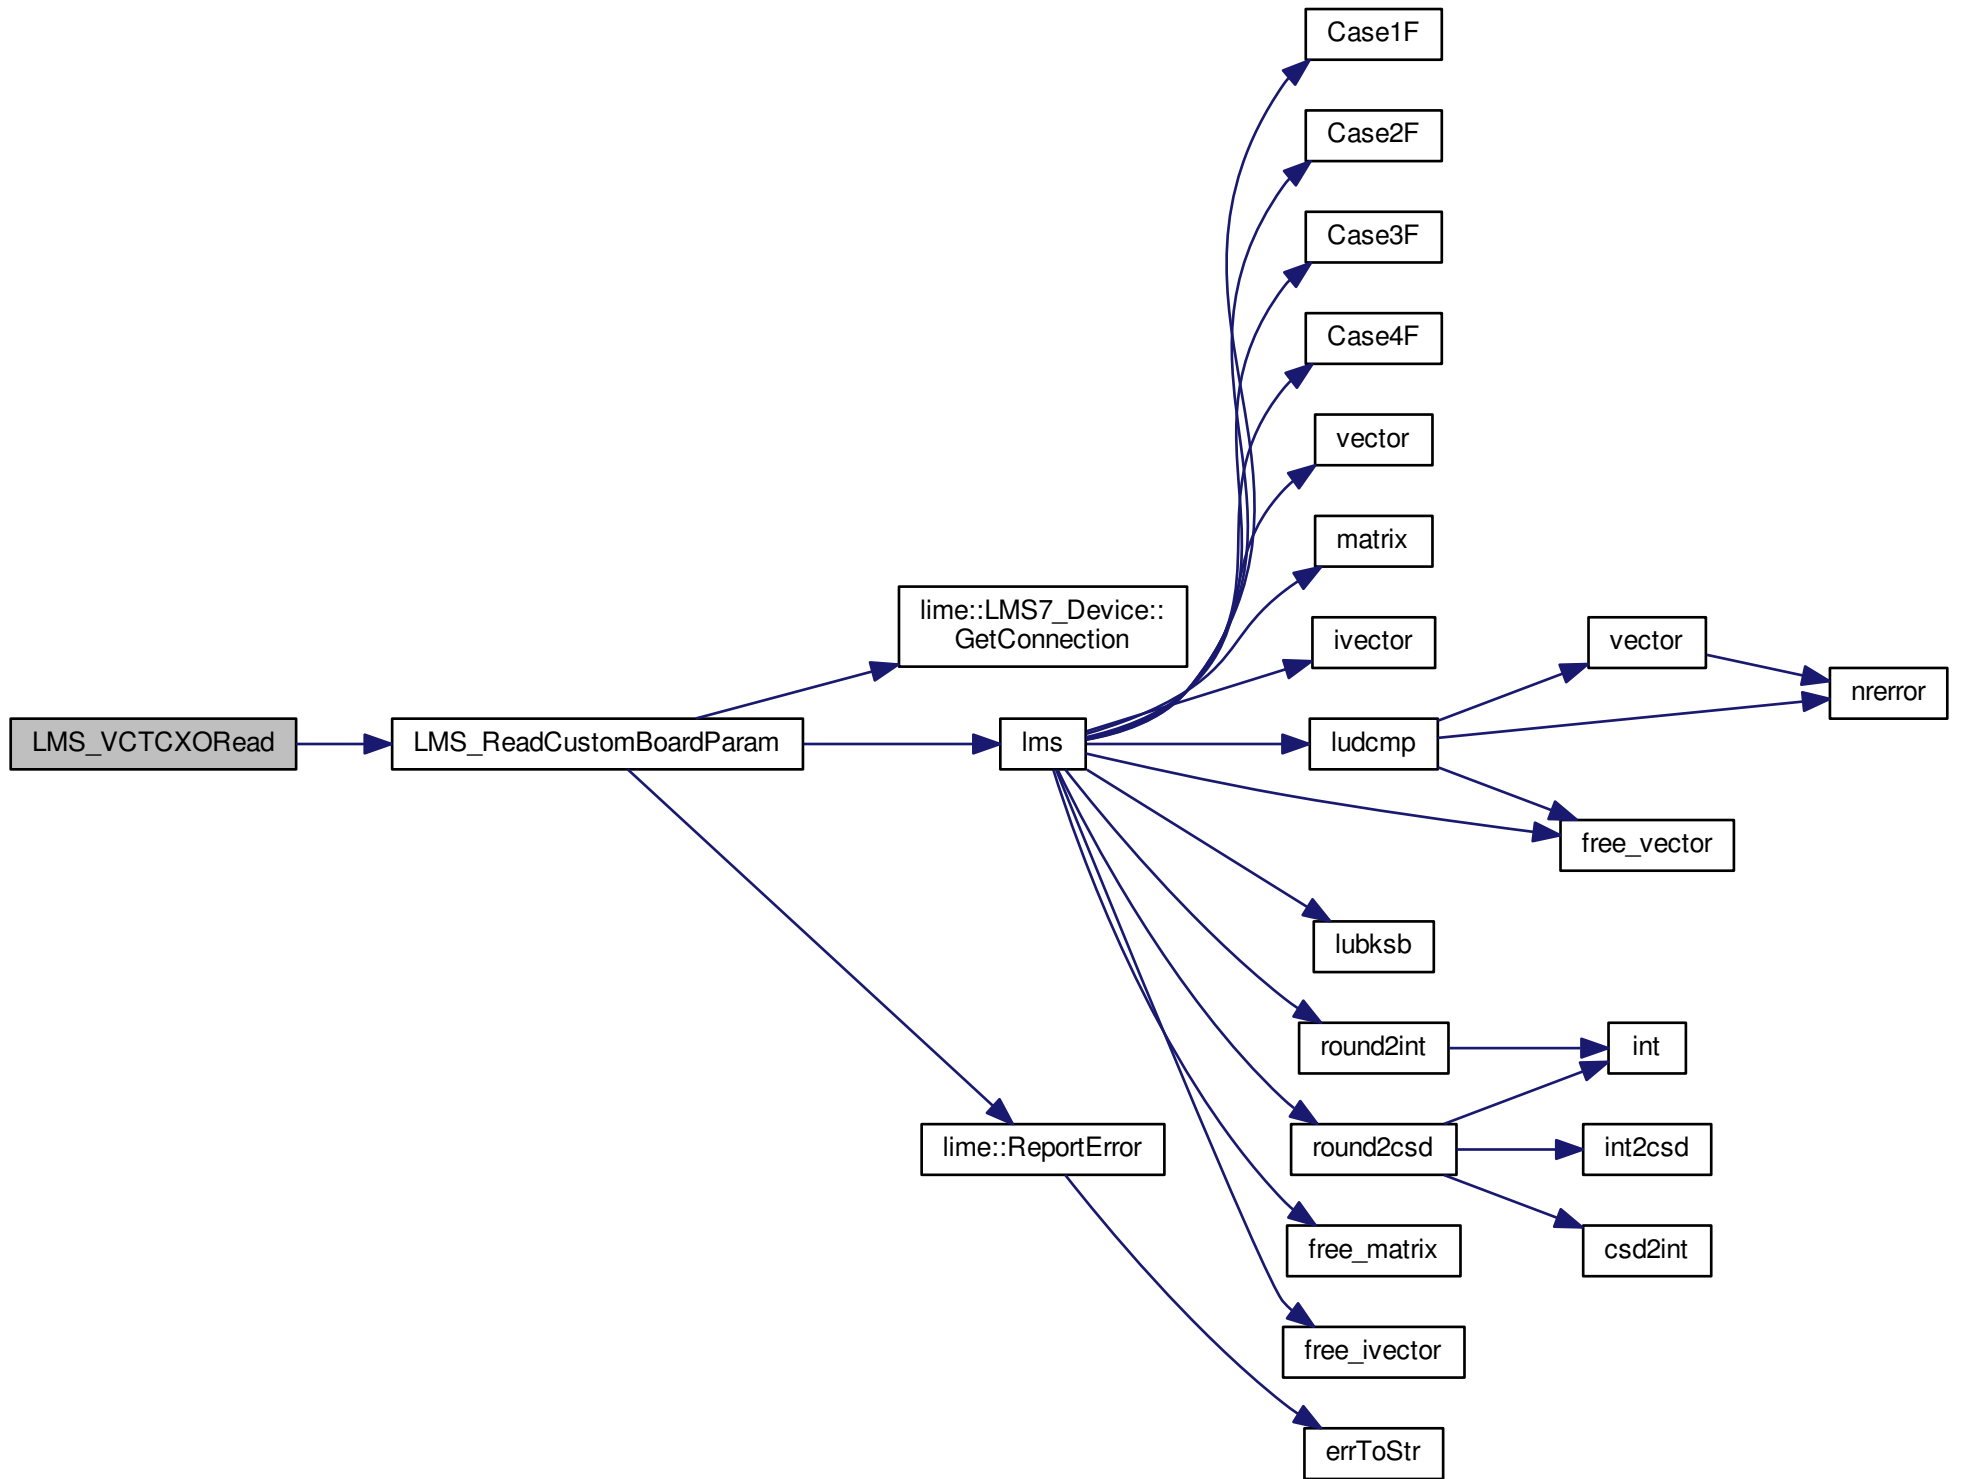 Case1F
Case2F
Case3F
Case4F
vector
matrix
lime::LMS7_Device::
GetConnection
ivector
vector
nrerror
LMS_VCTCXORead
LMS_ReadCustomBoardParam
lms
ludcmp
free_vector
lubksb
round2int
int
lime::ReportError
round2csd
int2csd
free_matrix
csd2int
free_ivector
errToStr